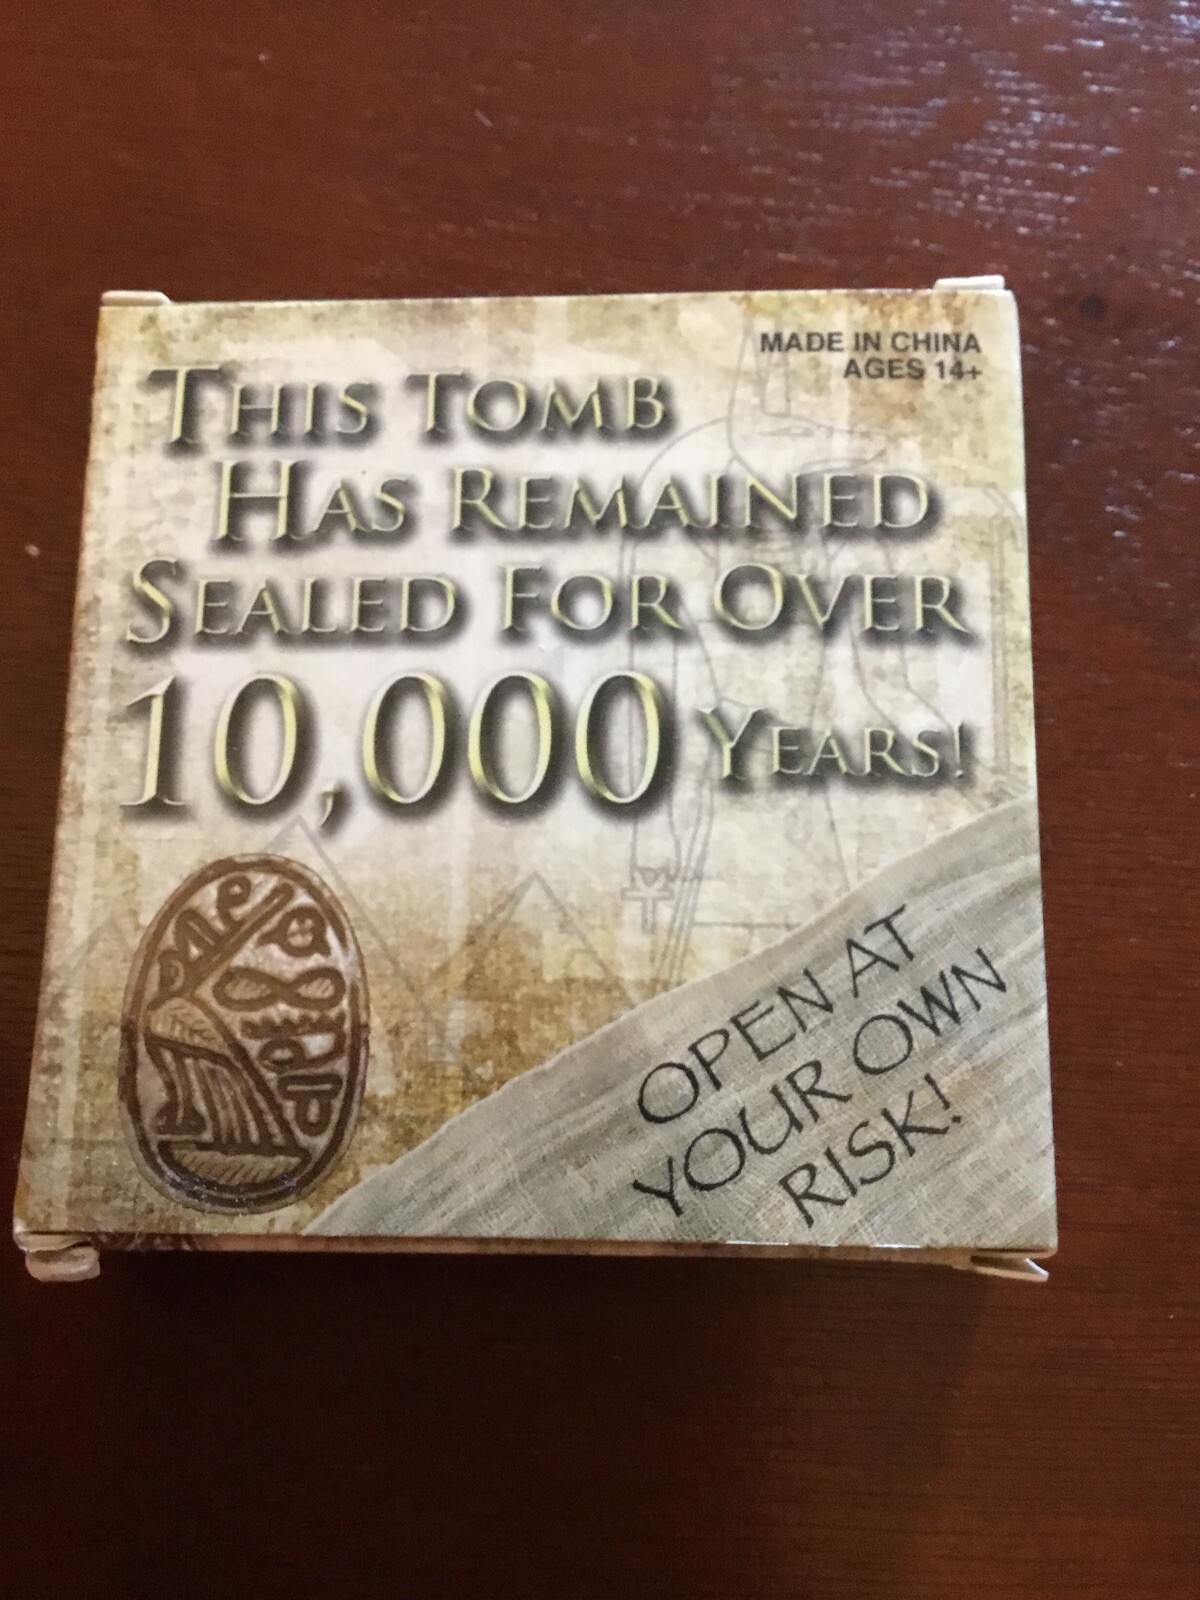 MADE IN CHINA
AGES 14+
THIS TOMB
HAS REMAINED
SEALED FOR OVER
10,000 YEARS!
OPEN AT
YOUR OWN
RISK!